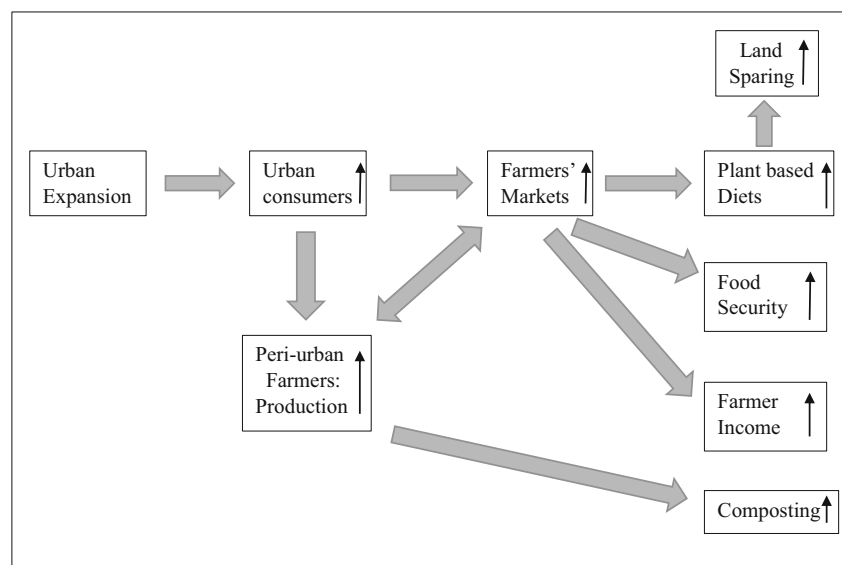 Land
Sparing
Urban
Expansion
Urban
consumers
Farmers’
Markets
Plant based
Diets
Food
Security
Peri-urban
Farmers:
Production
Farmer
Income
Composting